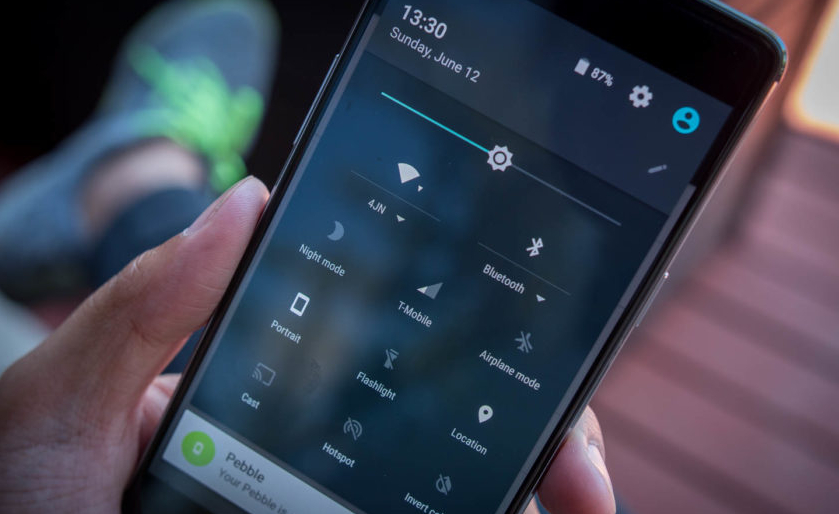 13:30
Sunday, June 12
87%
4JN
Bluetooth
Night mode
T-Mobile
Airplane mode
Portrait
Flashlight
Location
Cast
Hotspot
Invert
Pebble
Your Pebble is